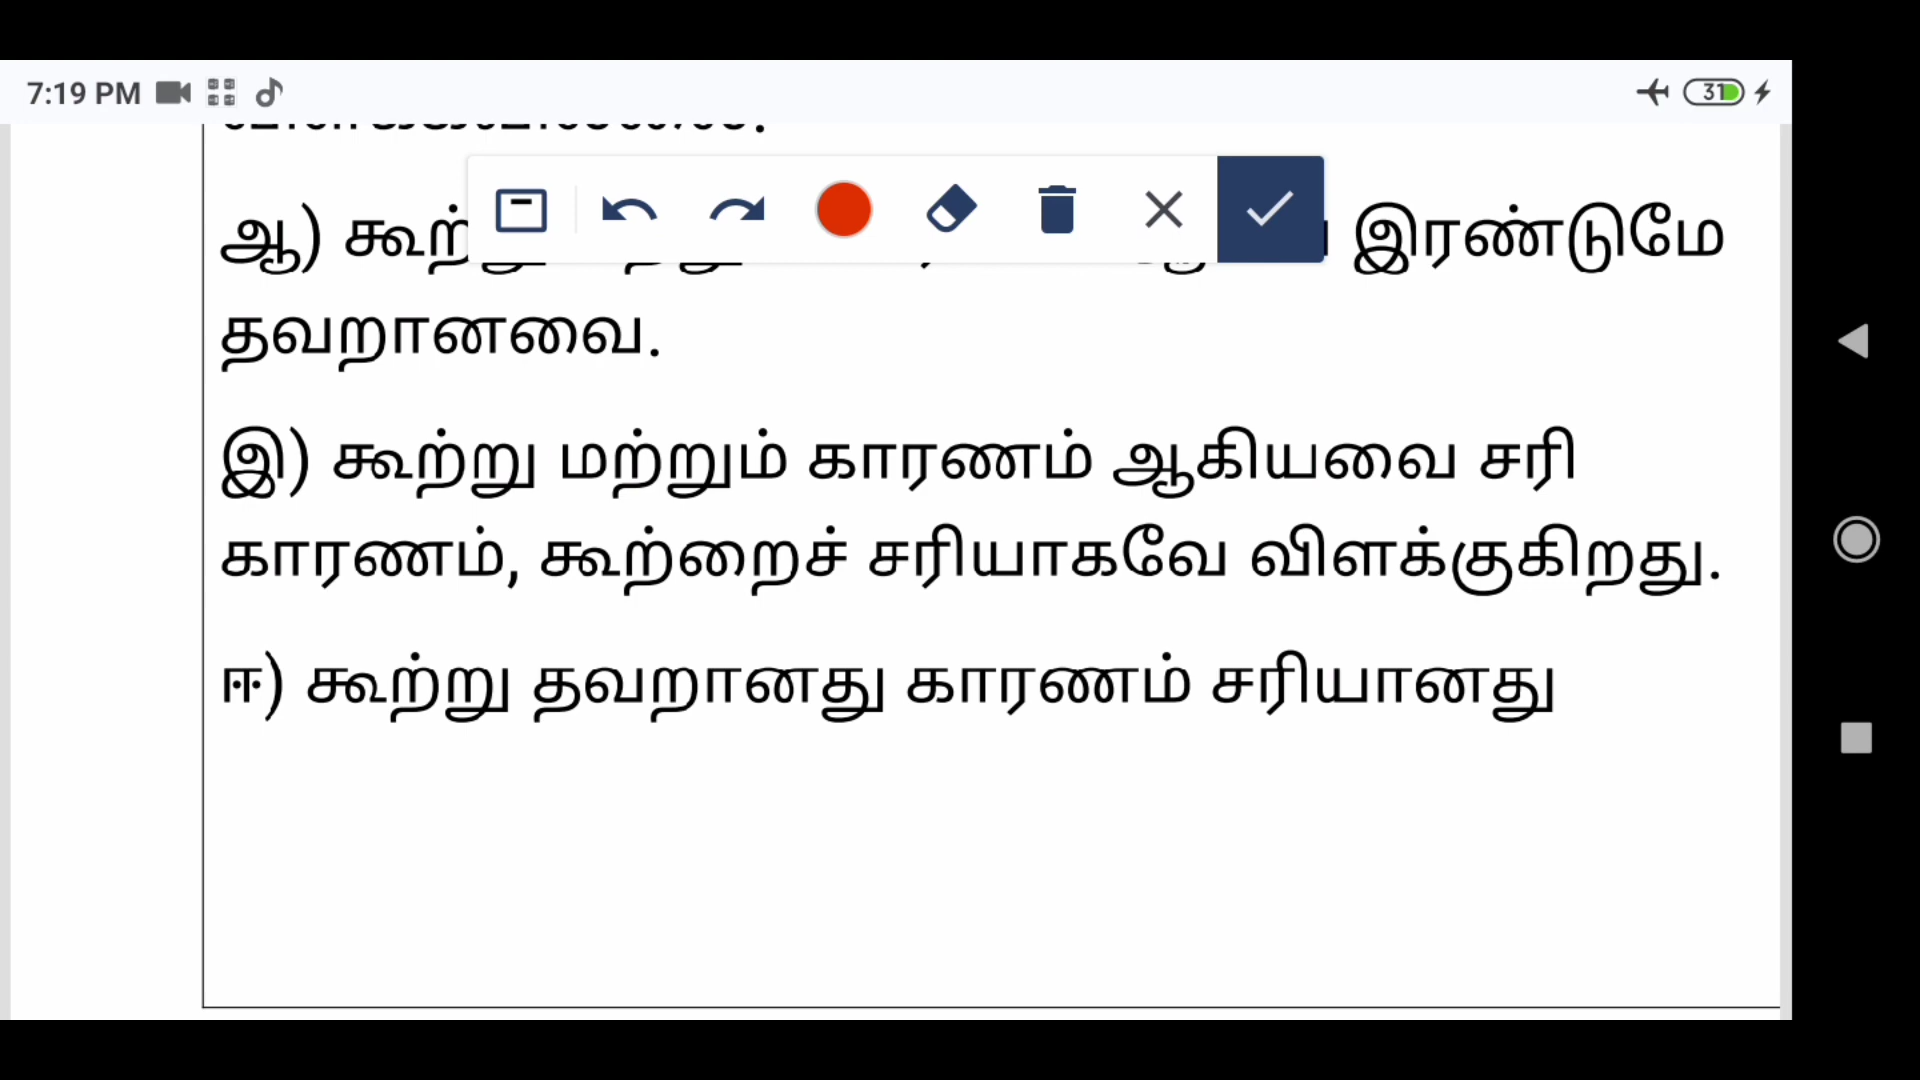 7:19 PM
31
ஆ) இரண்டுமே
தவறானவை.
இ) கூற்று மற்றும் காரணம் ஆகியவை சரி
காரணம், கூற்றைச் சரியாகவே விளக்குகிறது.
ஈ) கூற்று தவறானது காரணம் சரியானது